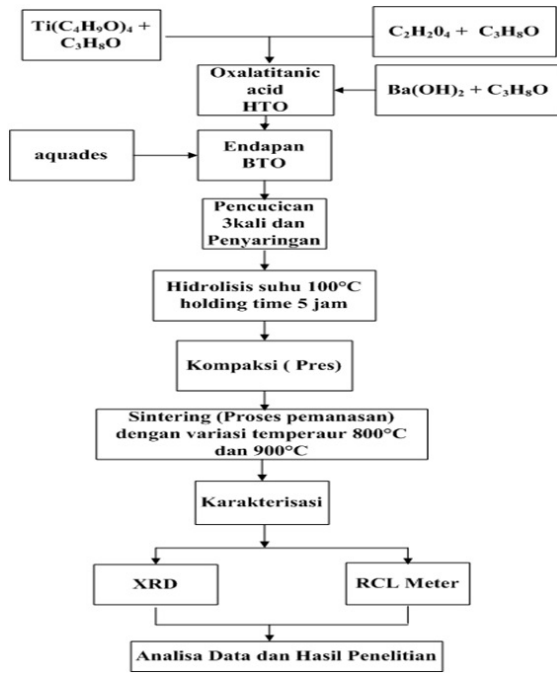 Ti(C₄H₉O)₄ +
C₃H₈O
C₂H₂0₄ + C₃H₈O
Oxalatitanic
acid
HTO
Ba(OH)₂ + C₃H₈O
aquades
Endapan
BTO
Pencucican
3kali dan
Penyaringan
Hidrolisis suhu 100°C
holding time 5 jam
Kompaksi ( Pres)
Sintering (Proses pemanasan)
dengan variasi temperaur 800°C
dan 900°C
Karakterisasi
XRD
RCL Meter
Analisa Data dan Hasil Penelitian